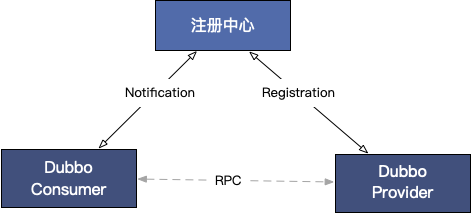 注册中心
Notification
Registration
Dubbo
Consumer
RPC
Dubbo
Provider